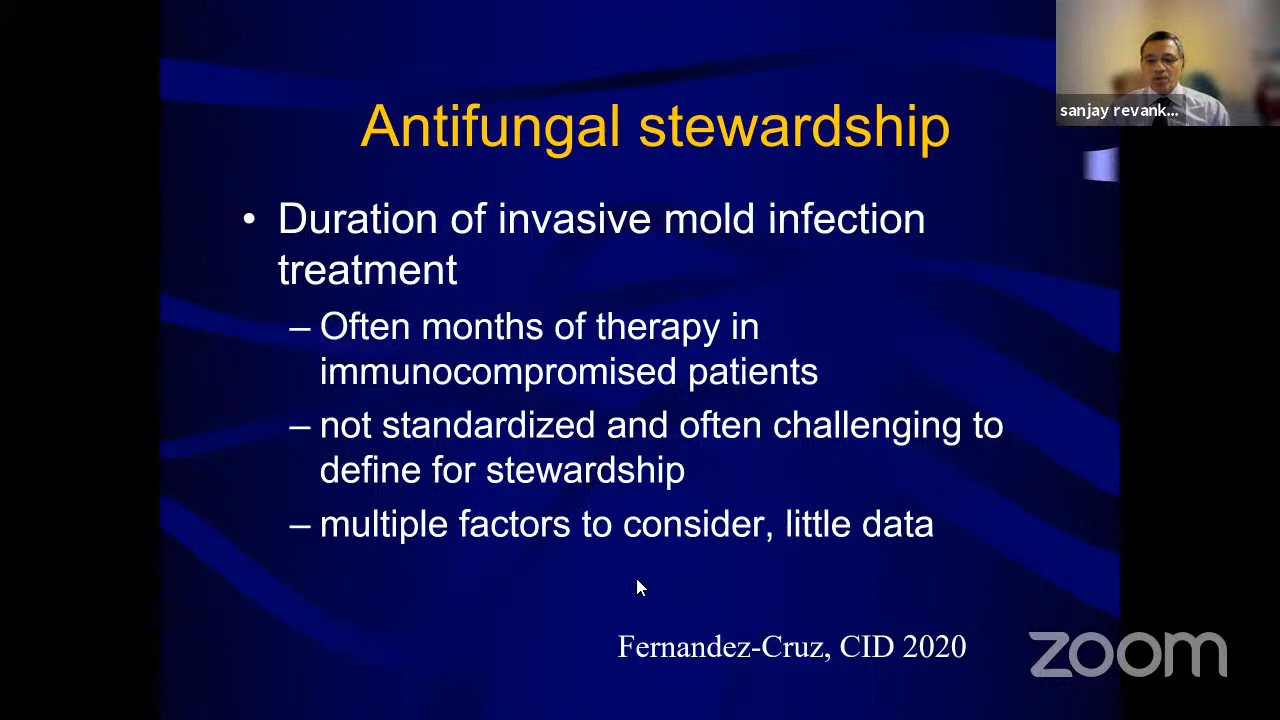 sanjay revank...
Antifungal stewardship
• Duration of invasive mold infection
treatment
– Often months of therapy in
immunocompromised patients
– not standardized and often challenging to
define for stewardship
– multiple factors to consider, little data
Fernandez-Cruz, CID 2020
zoom